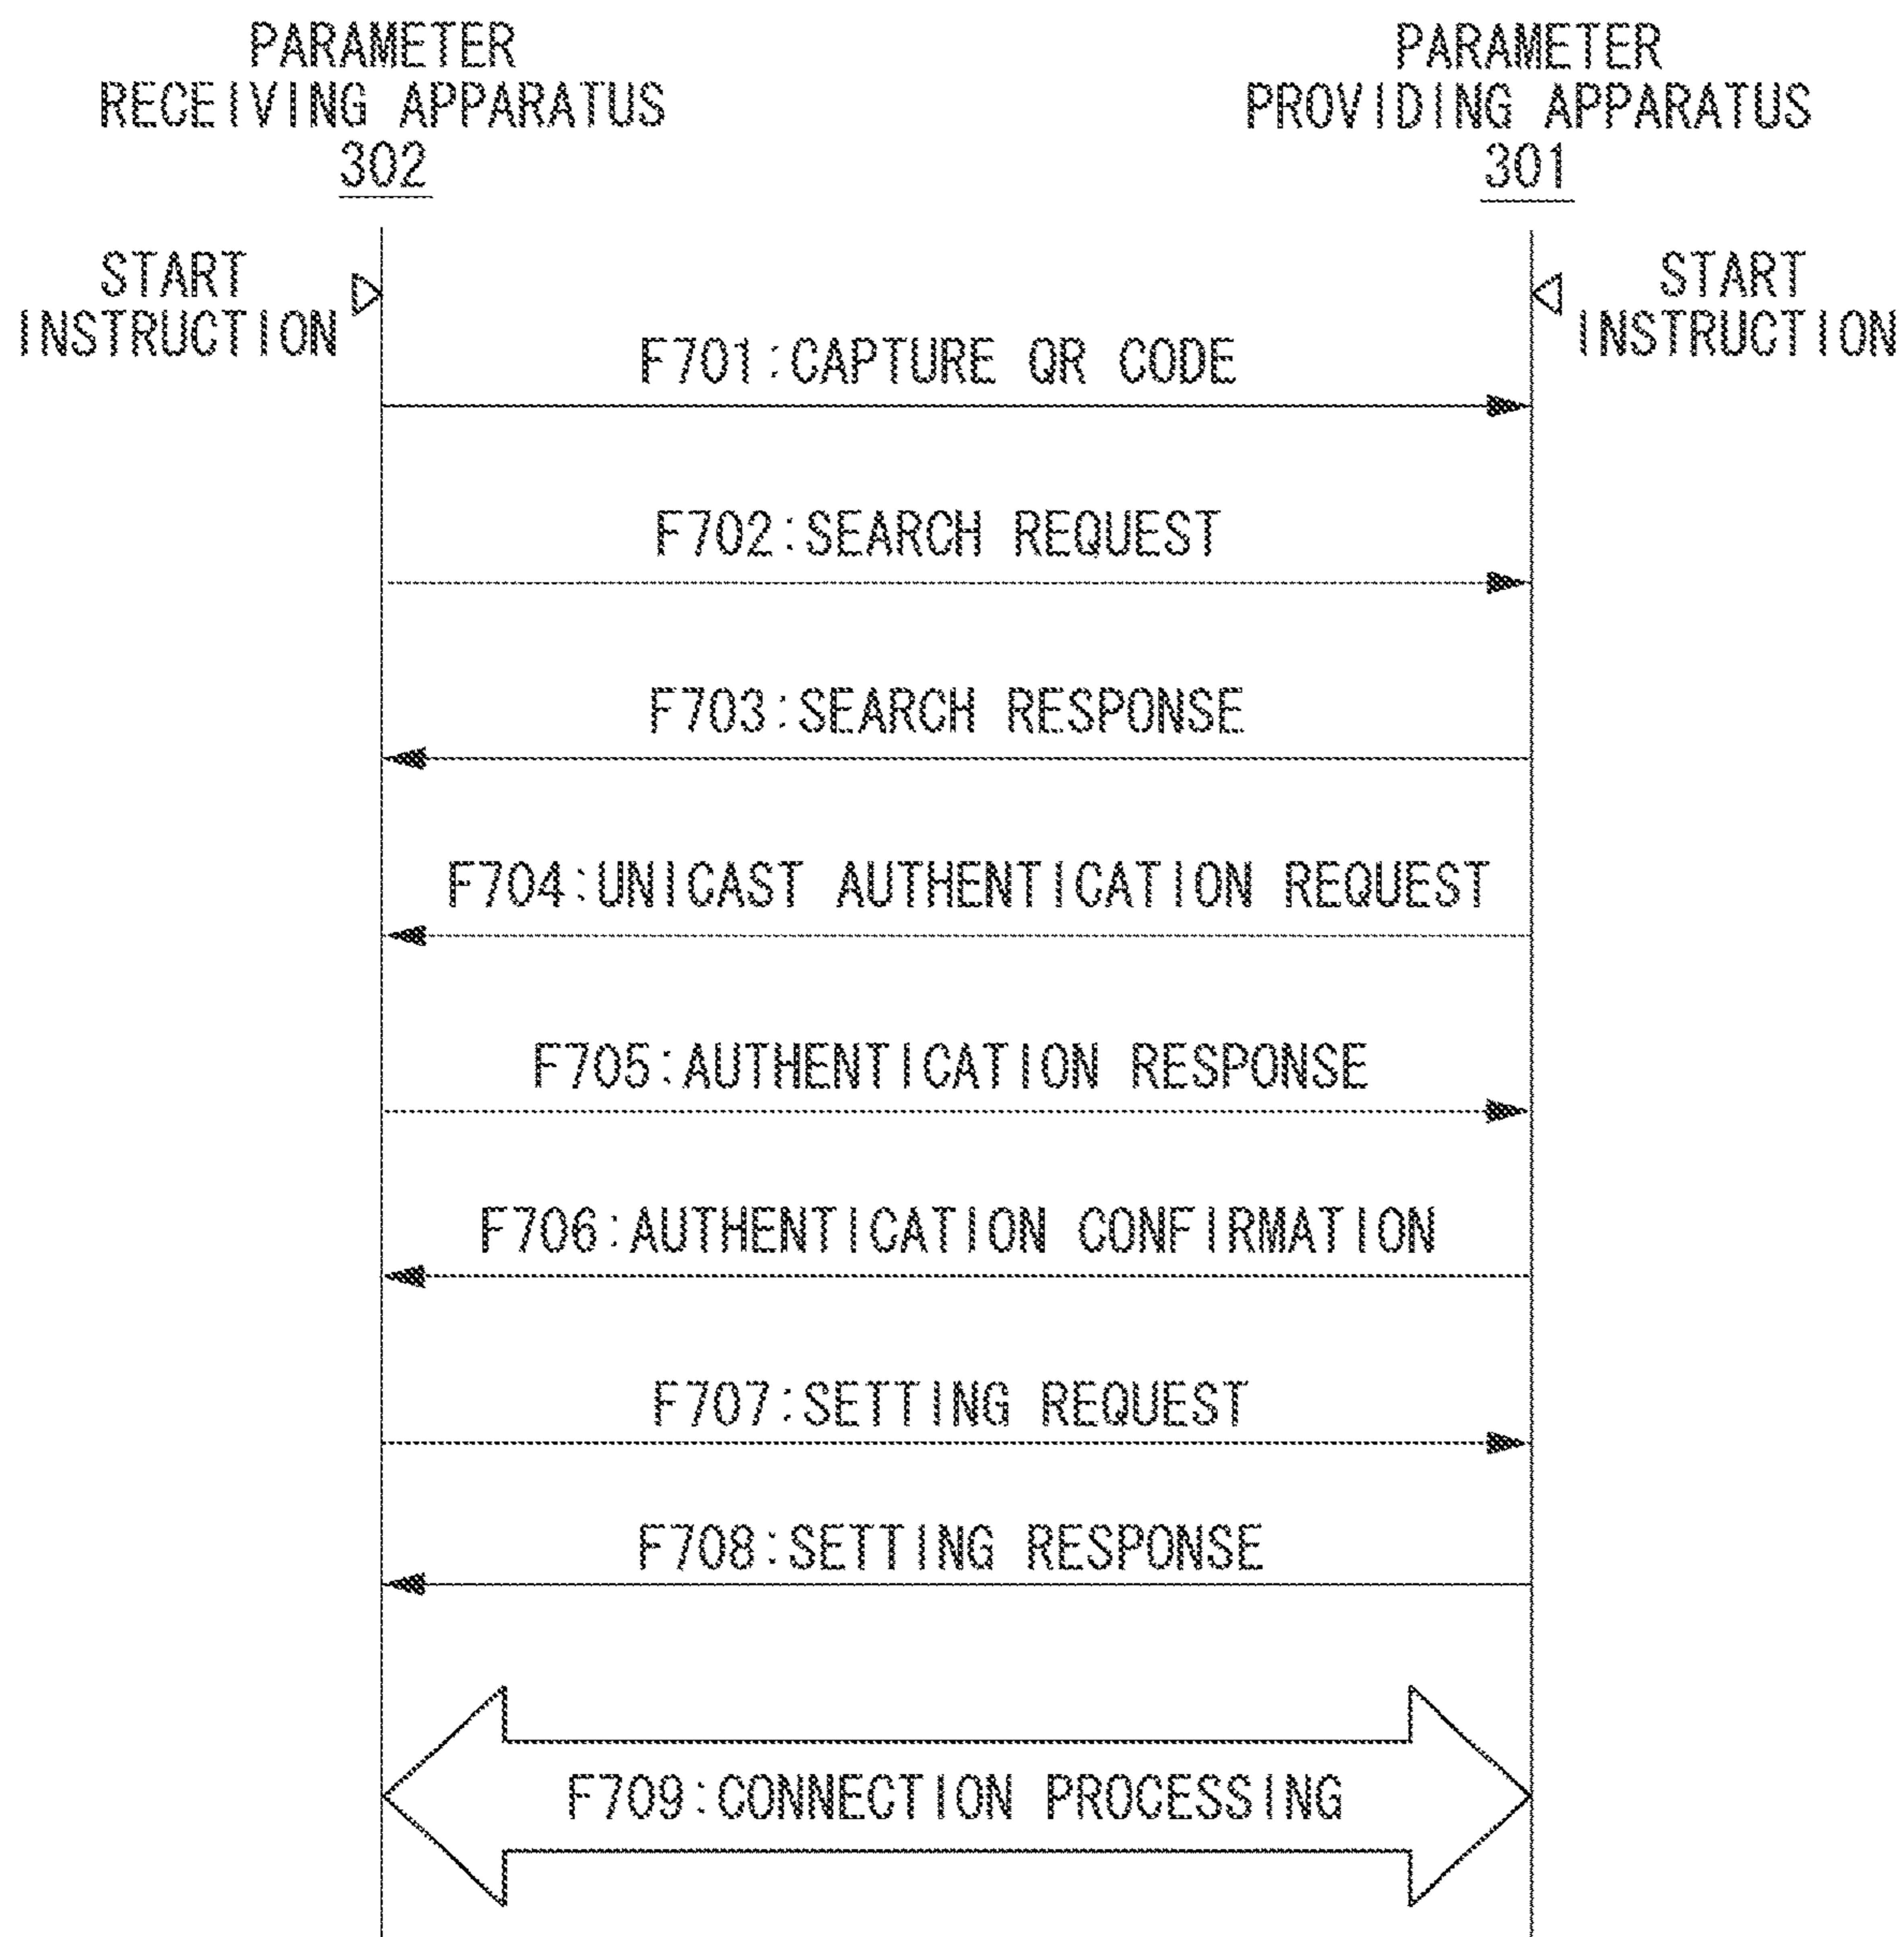 PARAMETER
RECEIVING APPARATUS
302
PARAMETER
PROVIDING APPARATUS
301
START
INSTRUCTION
START
INSTRUCTION
F701:CAPTURE QR CODE
F702:SEARCH REQUEST
F703:SEARCH RESPONSE
F704:UNICAST AUTHENTICATION REQUEST
F705:AUTHENTICATION RESPONSE
F706:AUTHENTICATION CONFIRMATION
F707:SETTING REQUEST
F708:SETTING RESPONSE
F709:CONNECTION PROCESSING